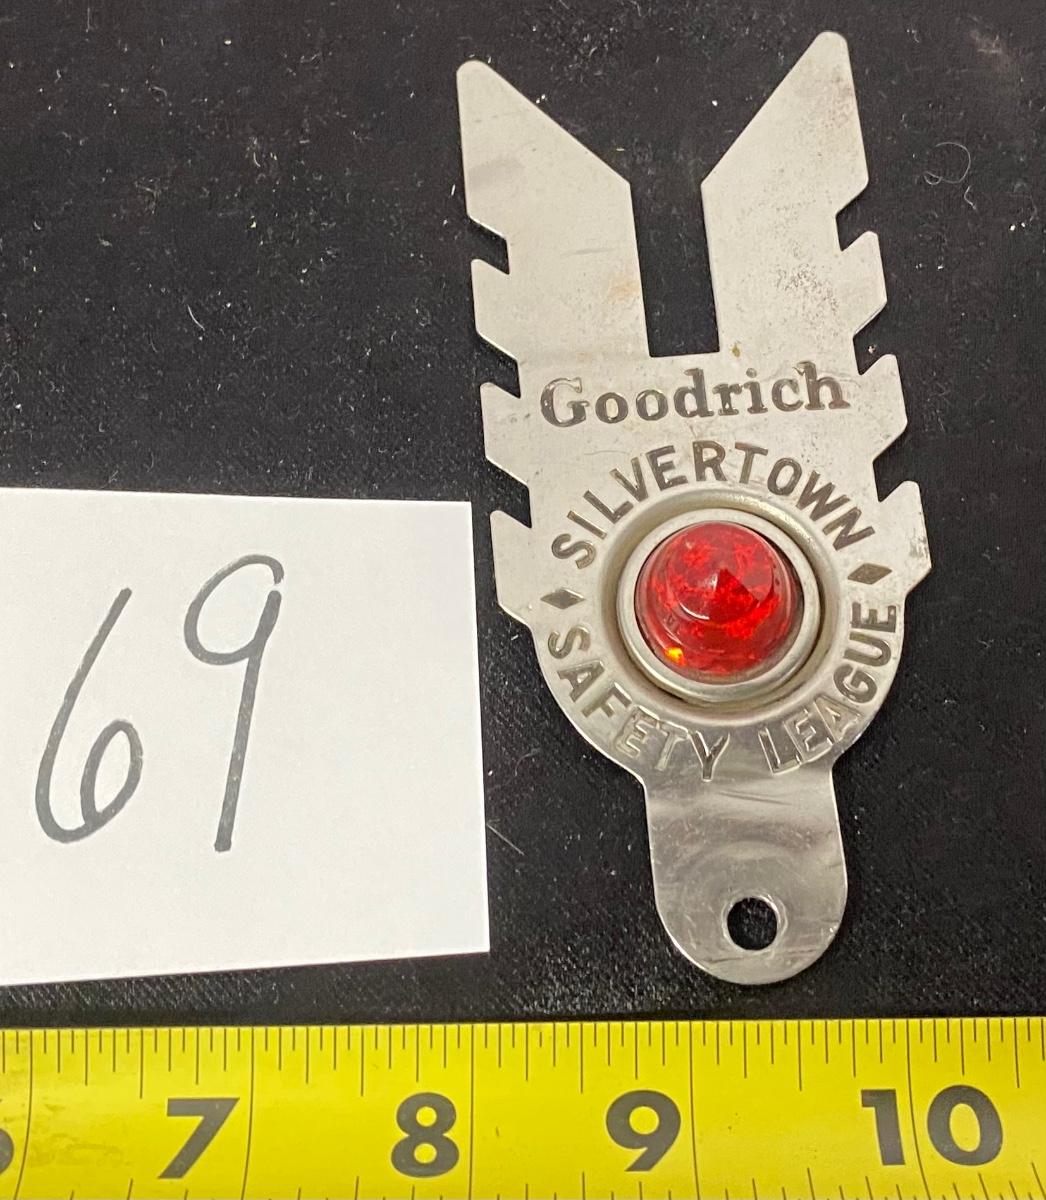 Goodrich
SILVERTOWN
SAFETY LEAGUE
69
7 8 9 10